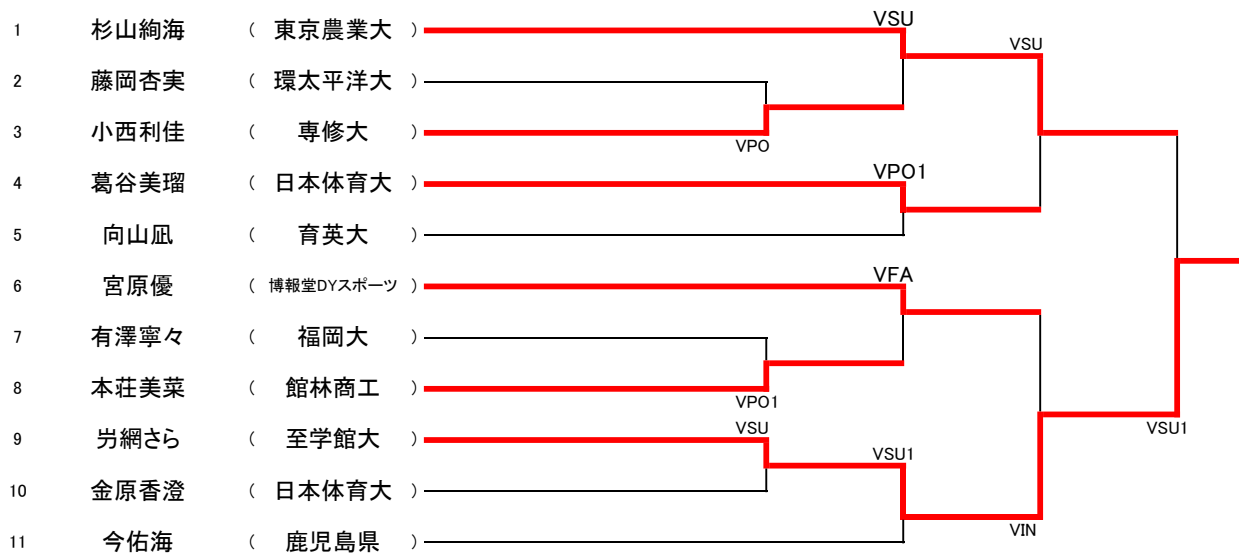 1 杉山絢海 ( 東京農業大 ) VSU
VSU
2 藤岡杏実 ( 環太平洋大 )
3 小西利佳 ( 専修大 )
VPO
4 葛谷美瑠 ( 日本体育大 ) VPO1
5 向山凪 ( 育英大 )
6 宮原優 ( 博報堂DYスポーツ ) VFA
7 有澤寧々 ( 福岡大 )
8 本荘美菜 ( 館林商工 )
VPO1
9 屶網さら ( 至学館大 ) VSU
VSU1
VSU1
10 金原香澄 ( 日本体育大 )
VIN
11 今佑海 ( 鹿児島県 )